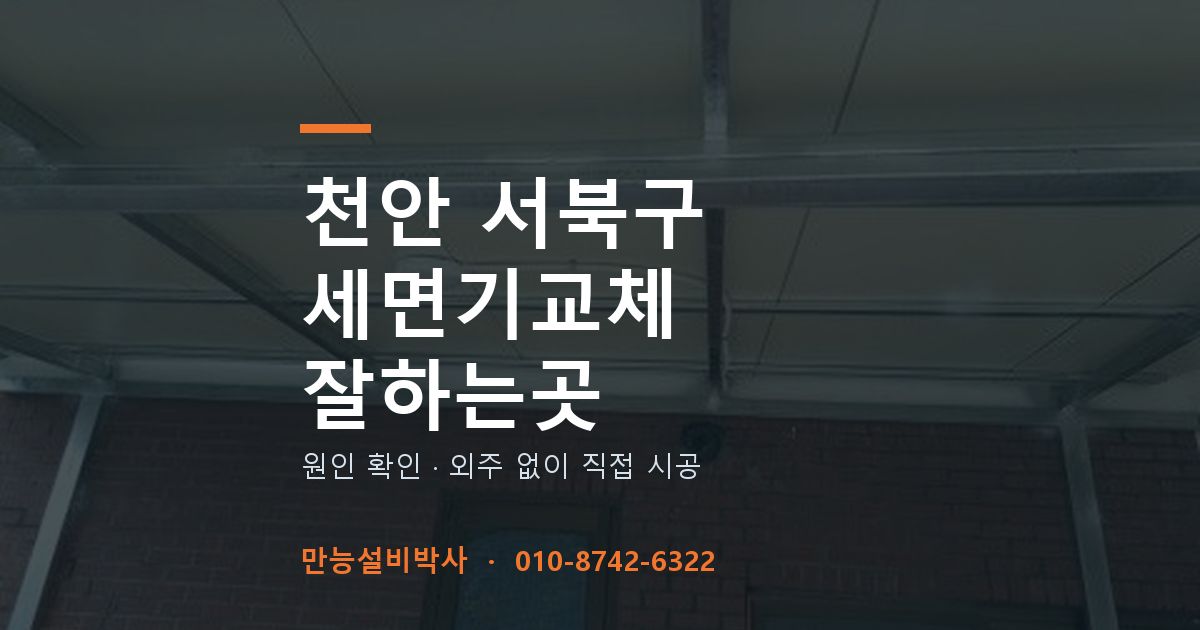 천안 서북구
세면기교체
잘하는곳
원인 확인 · 외주 없이 직접 시공
만능설비박사 · 010-8742-6322